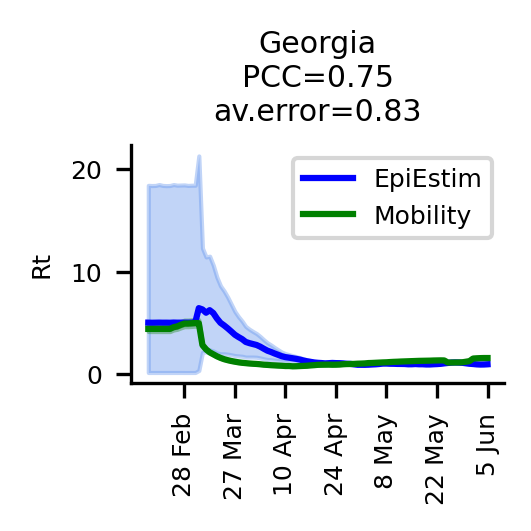 Georgia
PCC=0.75
av.error=0.83
EpiEstim
Mobility
Rt
20
10
0
28 Feb
27 Mar
10 Apr
24 Apr
8 May
22 May
5 Jun